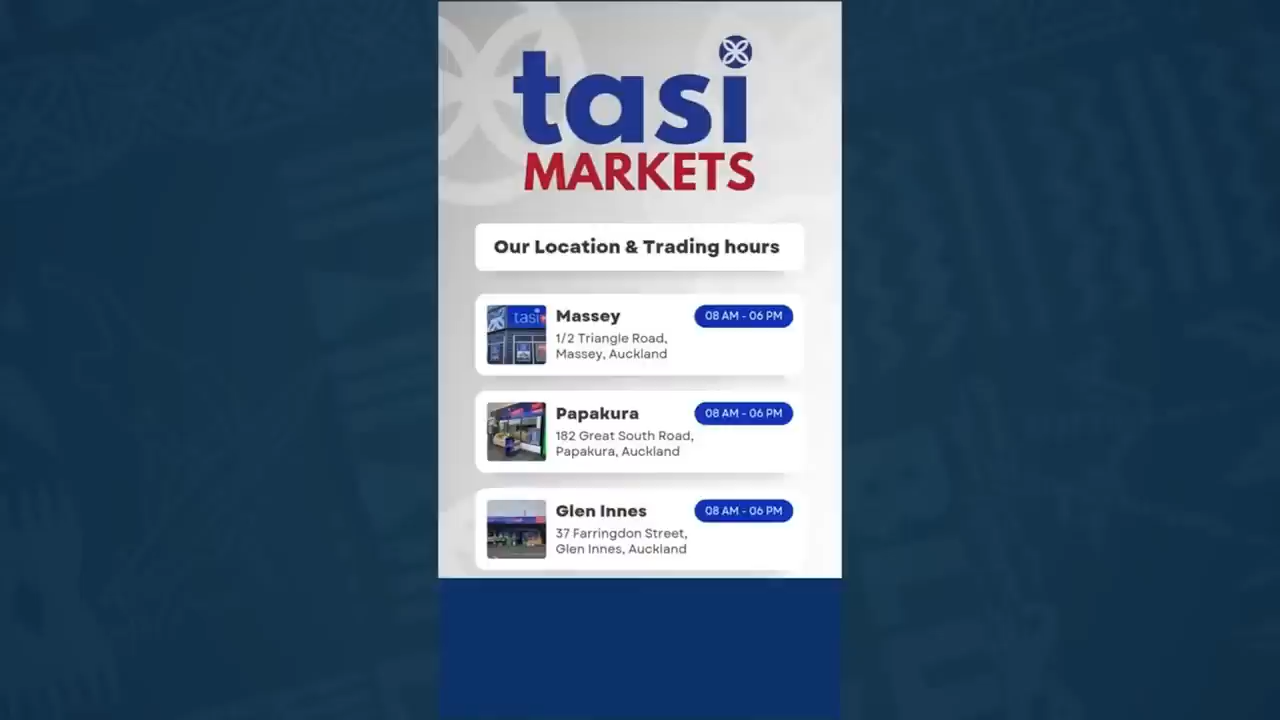 tasi
MARKETS
Our Location & Trading hours
tasi
Massey
08 AM - 06 PM
1/2 Triangle Road,
Massey, Auckland
Papakura
08 AM - 06 PM
182 Great South Road,
Papakura, Auckland
Glen Innes
08 AM - 06 PM
37 Farringdon Street,
Glen Innes, Auckland